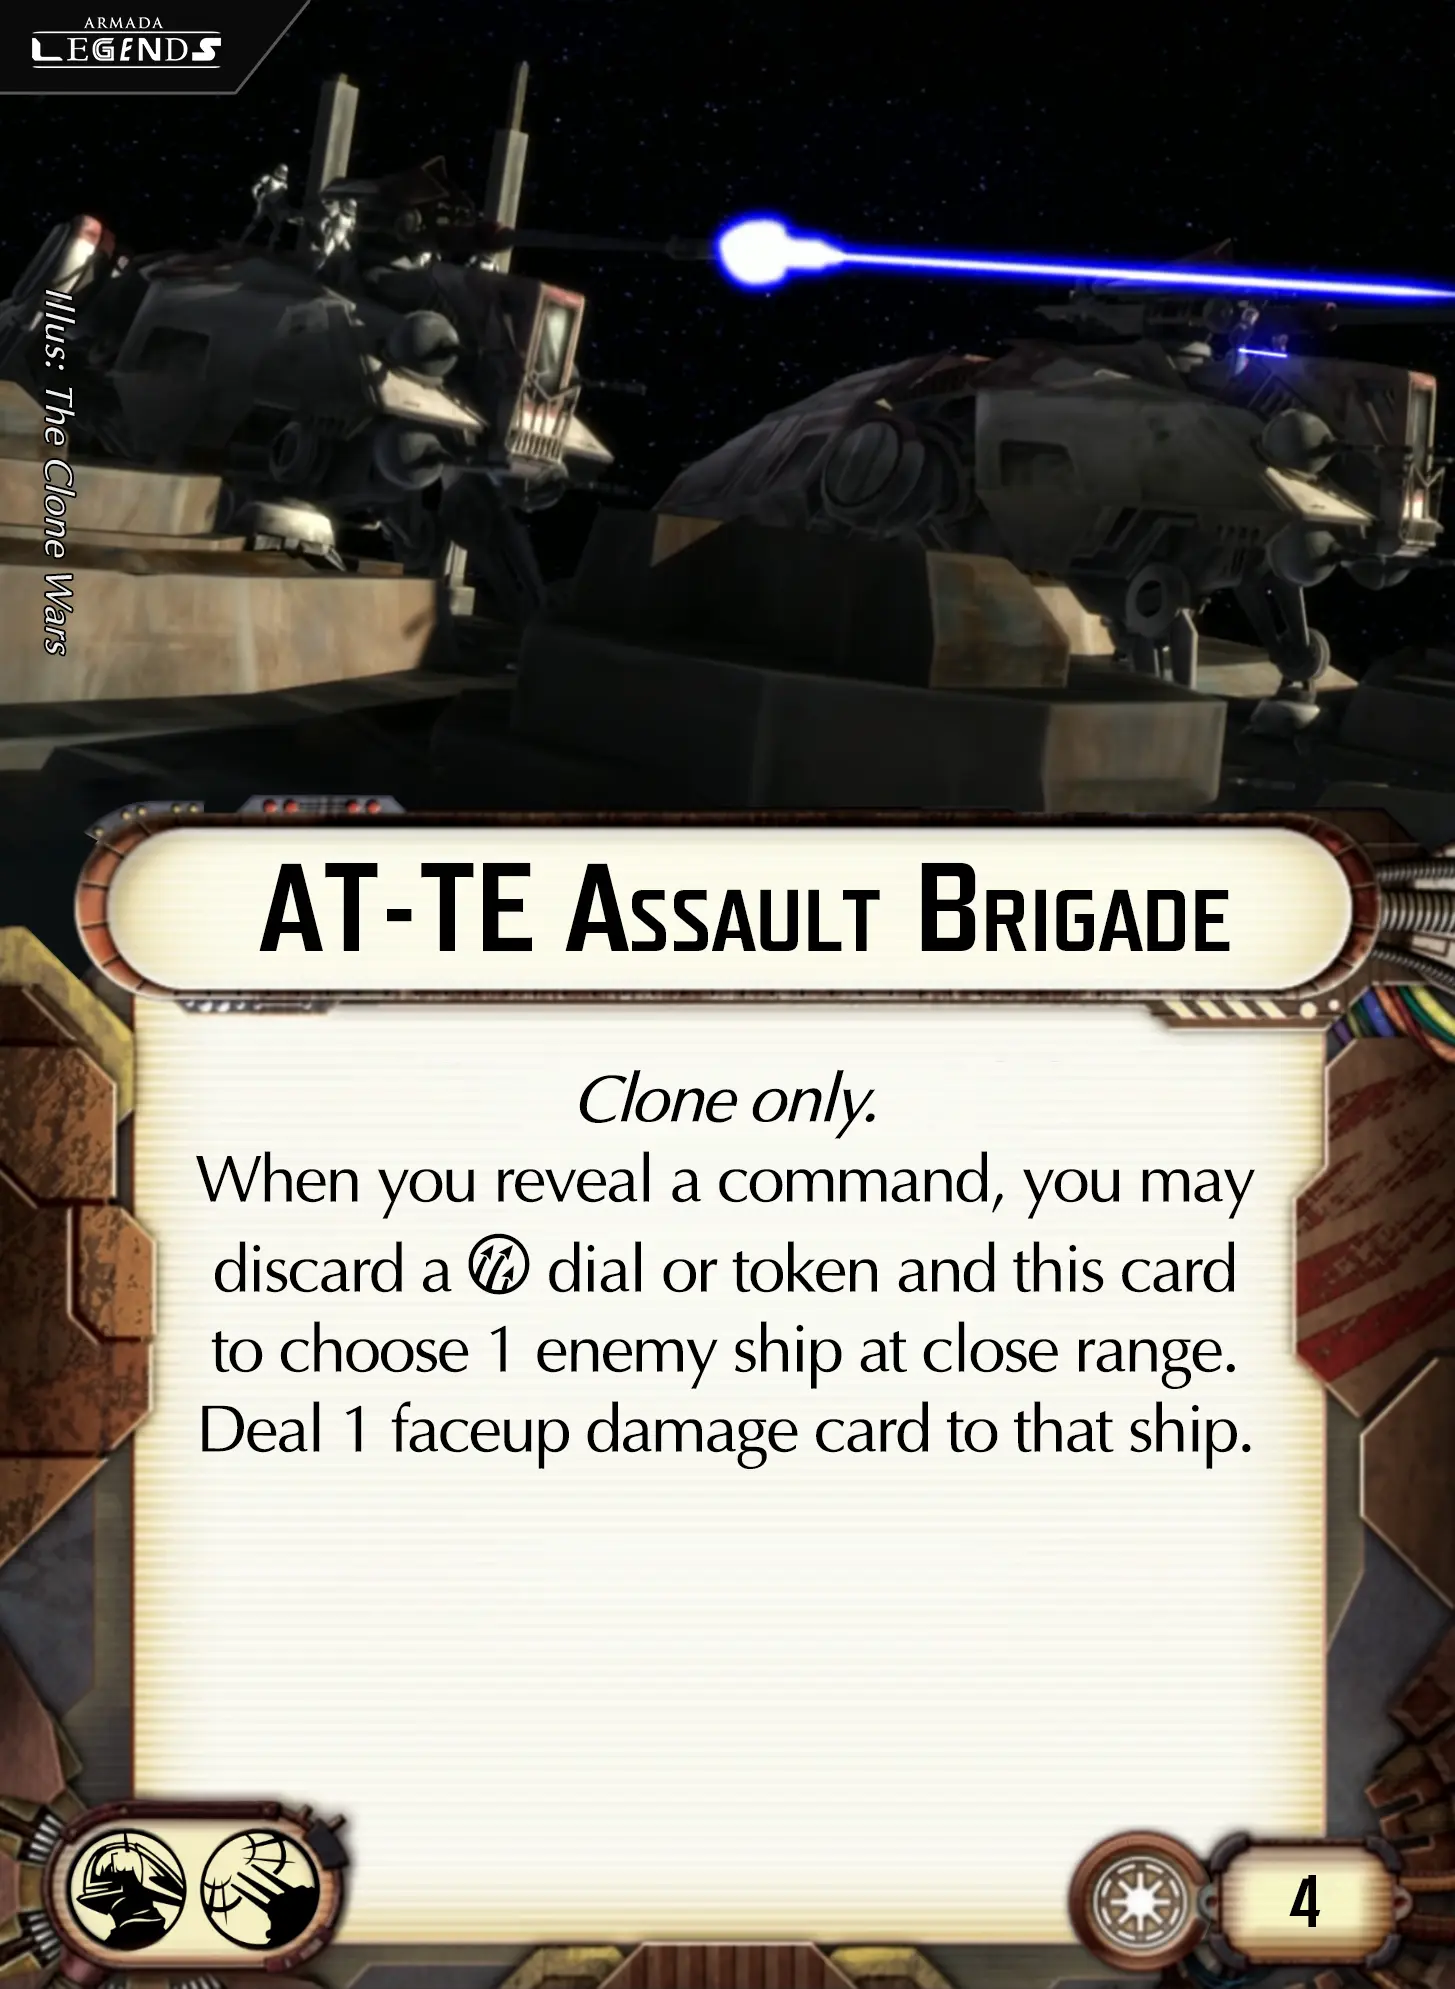 ARMADA
LEGENDS
Illus: The Clone Wars
AT-TE Assault Brigade
Clone only.
When you reveal a command, you may
discard a dial or token and this card
to choose 1 enemy ship at close range.
Deal 1 faceup damage card to that ship.
4